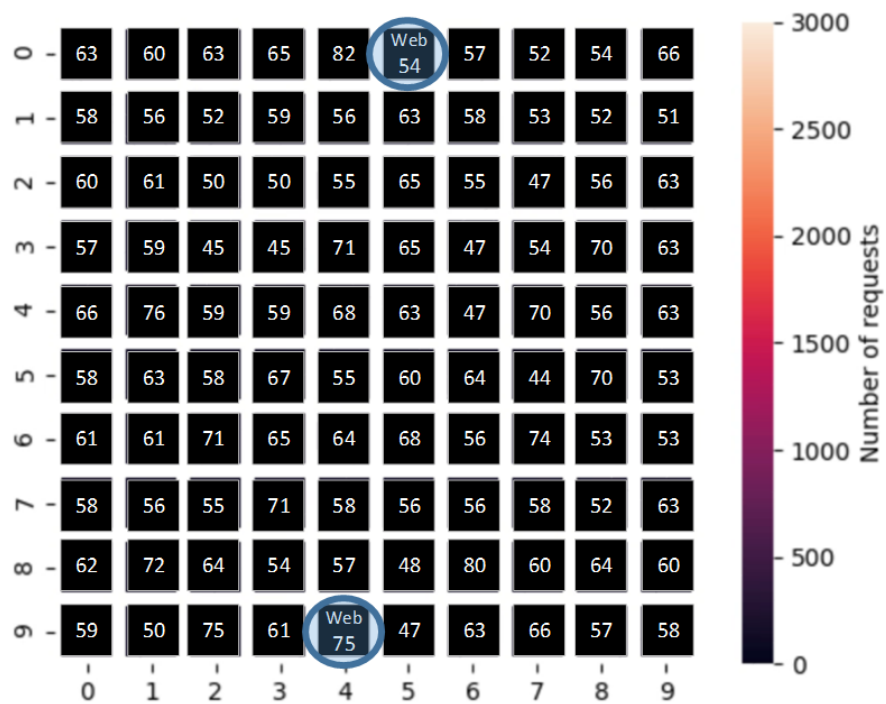 0 63 60 63 65 82 Web 54 57 52 54 66
1 58 56 52 59 56 63 58 53 52 51
2 60 61 50 50 55 65 55 47 56 63
3 57 59 45 45 71 65 47 54 70 63
4 66 76 59 59 68 63 47 70 56 63
5 58 63 58 67 55 60 64 44 70 53
6 61 61 71 65 64 68 56 74 53 53
7 58 56 55 71 58 56 56 58 52 63
8 62 72 64 54 57 48 80 60 64 60
9 59 50 75 61 Web 75 47 63 66 57 58
0 1 2 3 4 5 6 7 8 9
3000
2500
2000
1500
1000
500
0
Number of requests